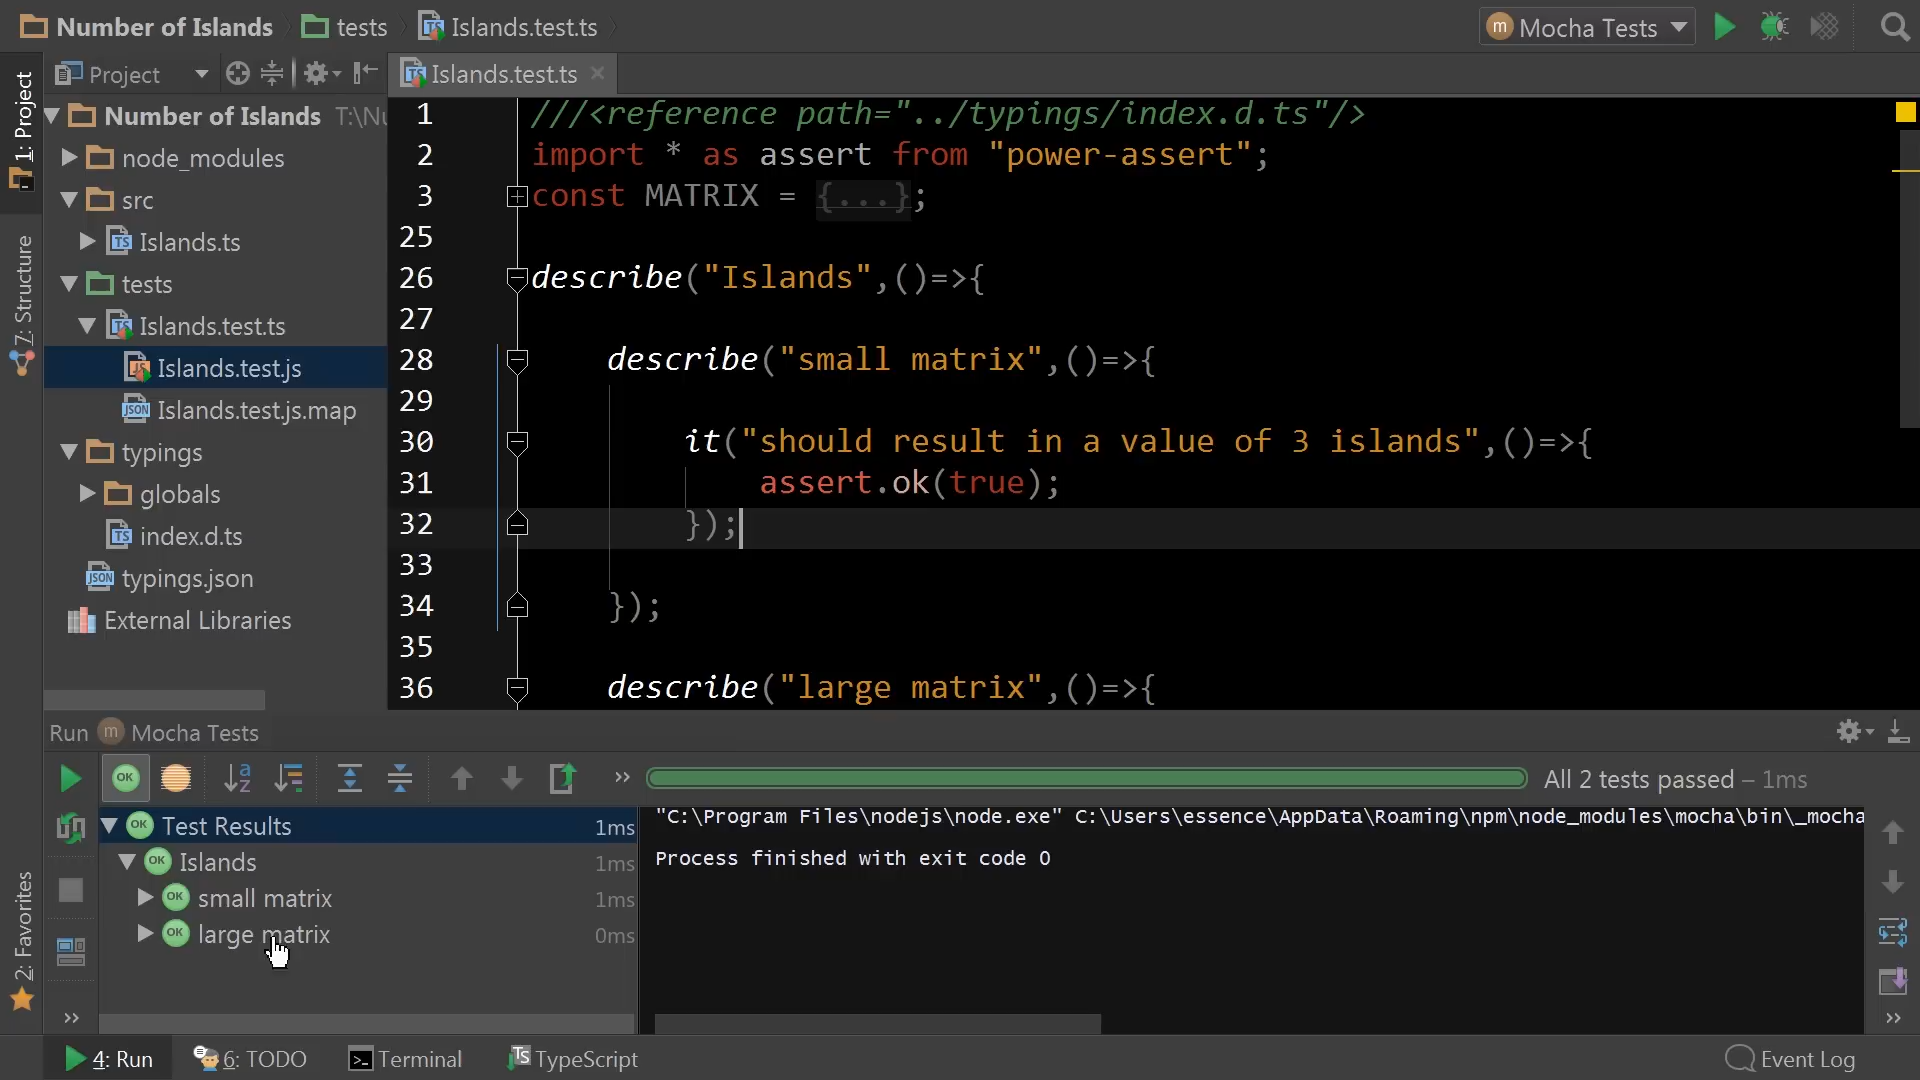 Number of Islands tests Islands.test.ts Mocha Tests
1: Project
7: Structure
2: Favorites
Project
Islands.test.ts
Number of Islands T:\Nu
node_modules
src
Islands.ts
tests
Islands.test.ts
Islands.test.js
Islands.test.js.map
typings
globals
index.d.ts
typings.json
External Libraries
1 ///<reference path="../typings/index.d.ts"/>
2 import * as assert from "power-assert";
3 const MATRIX = {...};
25
26 describe("Islands",()=>{
27
28 describe("small matrix",()=>{
29
30 it("should result in a value of 3 islands",()=>{
31 assert.ok(true);
32 });
33
34 });
35
36 describe("large matrix",()=>{
Run Mocha Tests
All 2 tests passed – 1ms
Test Results 1ms
Islands 1ms
small matrix 1ms
large matrix 0ms
"C:\Program Files\nodejs\node.exe" C:\Users\essence\AppData\Roaming\npm\node_modules\mocha\bin\_mocha
Process finished with exit code 0
4: Run 6: TODO Terminal TypeScript Event Log